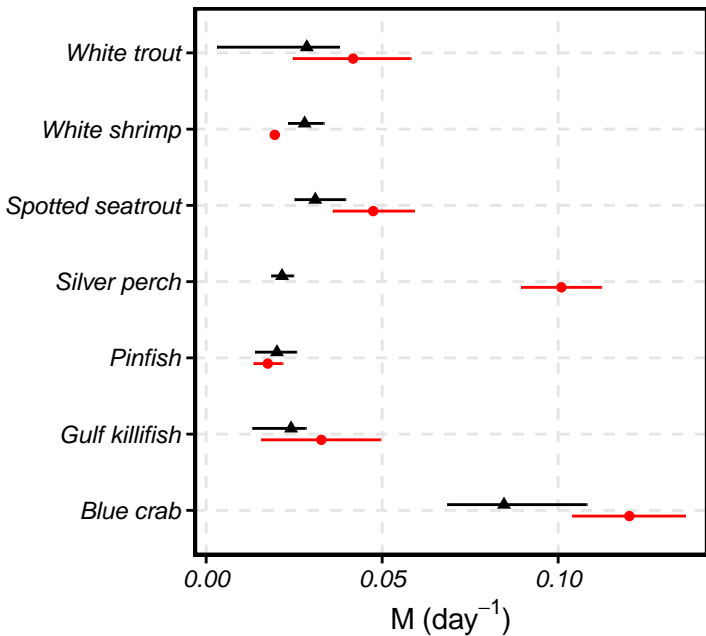 White trout
White shrimp
Spotted seatrout
Silver perch
Pinfish
Gulf killifish
Blue crab
0.00 0.05 0.10
M (day⁻¹)